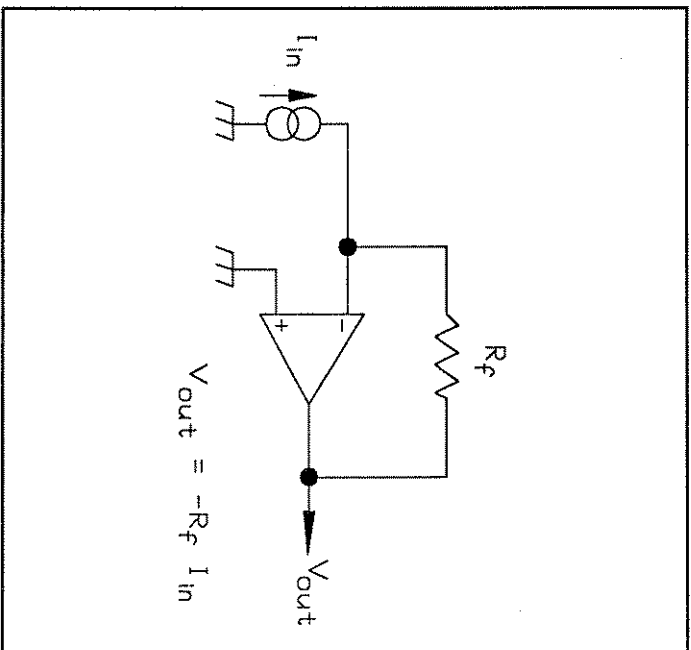 I_in
R_f
−
+
V_out
V_out = -R_f I_in